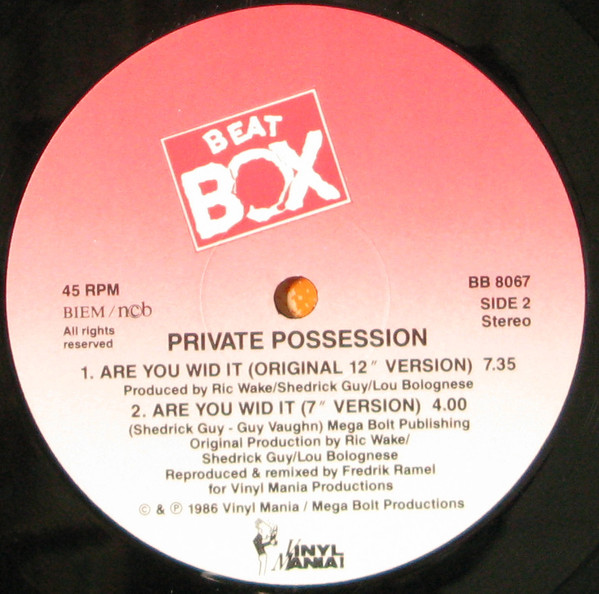 BEAT
BOX
45 RPM
BIEM / ncb
All rights
reserved
BB 8067
SIDE 2
Stereo
PRIVATE POSSESSION
1. ARE YOU WID IT (ORIGINAL 12″ VERSION) 7.35
Produced by Ric Wake/Shedrick Guy/Lou Bolognese
2. ARE YOU WID IT (7″ VERSION) 4.00
(Shedrick Guy - Guy Vaughn) Mega Bolt Publishing
Original Production by Ric Wake/
Shedrick Guy/Lou Bolognese
Reproduced & remixed by Fredrik Ramel
for Vinyl Mania Productions
© & ℗ 1986 Vinyl Mania / Mega Bolt Productions
VINYL
MANIA!